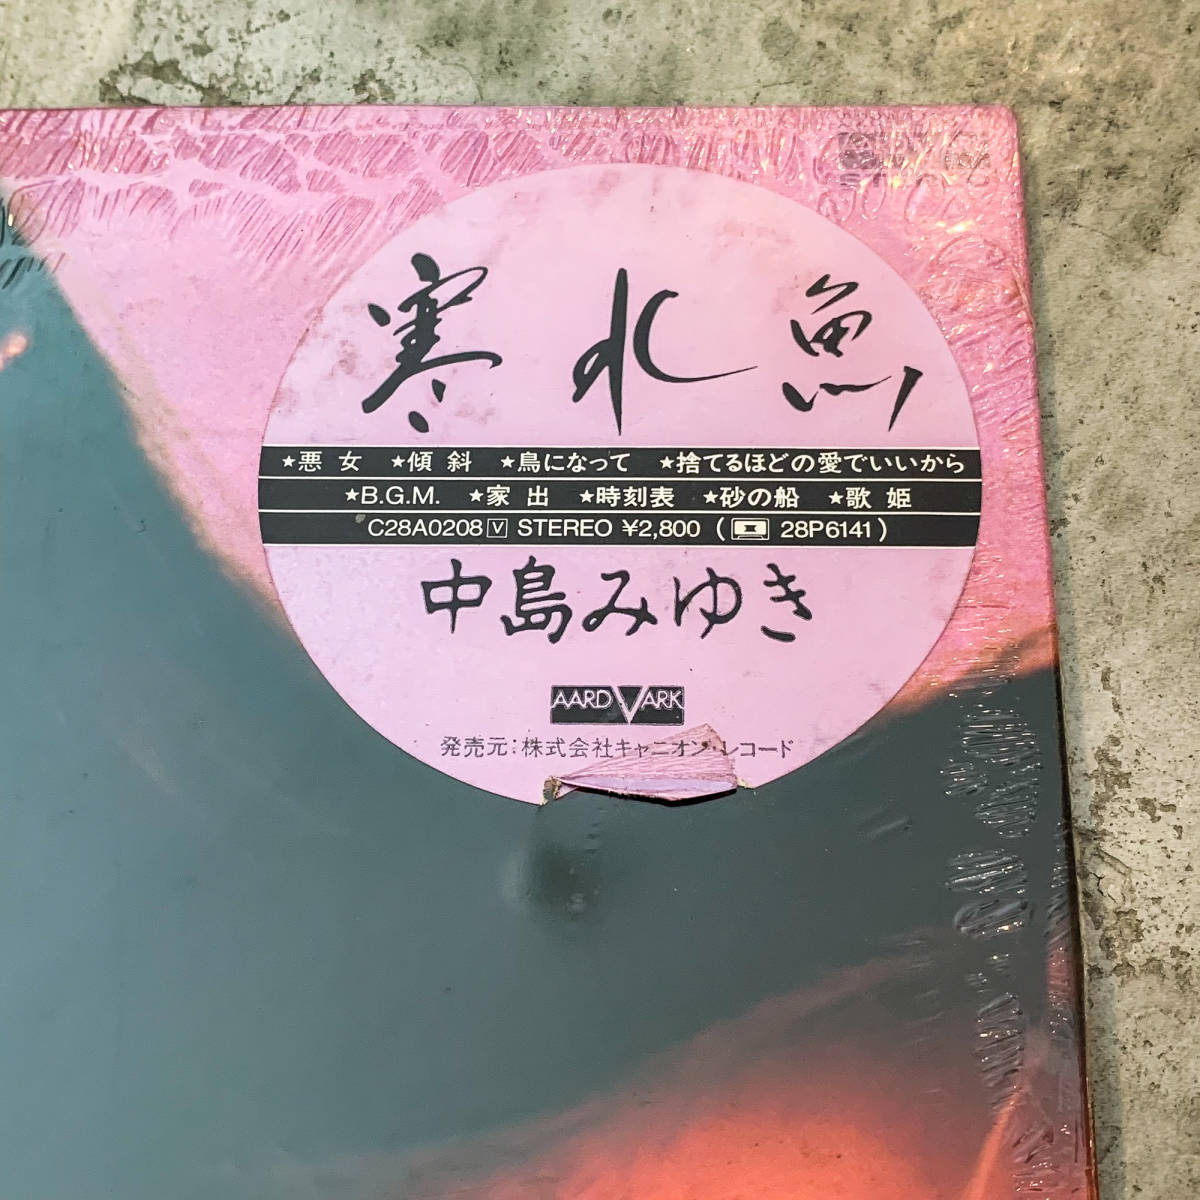 寒水魚
★悪女 ★傾斜 ★鳥になって ★捨てるほどの愛でいいから
★B.G.M. ★家出 ★時刻表 ★砂の船 ★歌姫
C28A0208 V STEREO ¥2,800 ( 28P6141)
中島みゆき
AARDVARK
発売元:株式会社キャニオン・レコード